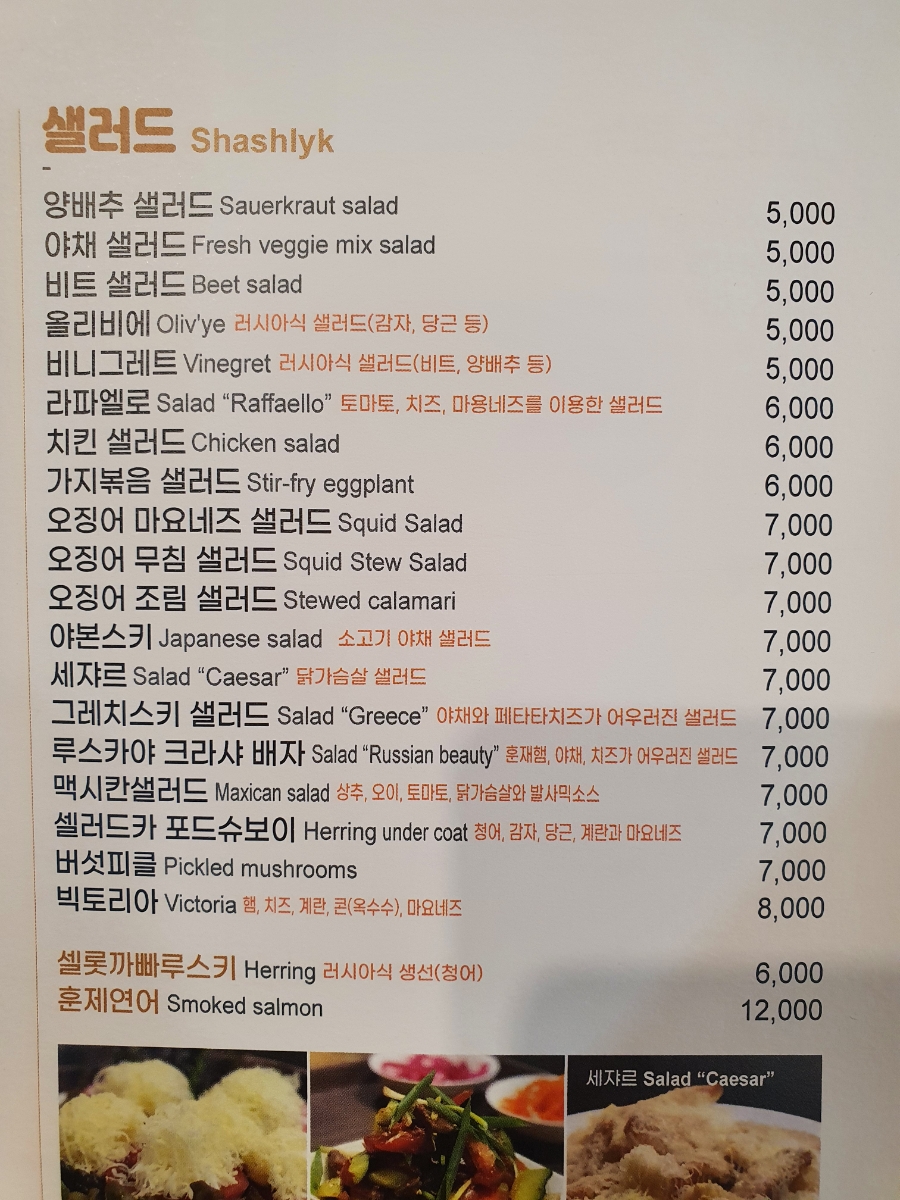 샐러드 Shashlyk
-
양배추 샐러드 Sauerkraut salad 5,000
야채 샐러드 Fresh veggie mix salad 5,000
비트 샐러드 Beet salad 5,000
올리비에 Oliv'ye 러시아식 샐러드(감자, 당근 등) 5,000
비니그레트 Vinegret 러시아식 샐러드(비트, 양배추 등) 5,000
라파엘로 Salad “Raffaello” 토마토, 치즈, 마용네즈를 이용한 샐러드 6,000
치킨 샐러드 Chicken salad 6,000
가지볶음 샐러드 Stir-fry eggplant 6,000
오징어 마요네즈 샐러드 Squid Salad 7,000
오징어 무침 샐러드 Squid Stew Salad 7,000
오징어 조림 샐러드 Stewed calamari 7,000
야본스키 Japanese salad 소고기 야채 샐러드 7,000
세쟈르 Salad “Caesar” 닭가슴살 샐러드 7,000
그레치스키 샐러드 Salad “Greece” 야채와 페타타치즈가 어우러진 샐러드 7,000
루스카야 크라샤 배자 Salad “Russian beauty” 훈재햄, 야채, 치즈가 어우러진 샐러드 7,000
맥시칸샐러드 Maxican salad 상추, 오이, 토마토, 닭가슴살와 발사믹소스 7,000
셀러드카 포드슈보이 Herring under coat 청어, 감자, 당근, 계란과 마요네즈 7,000
버섯피클 Pickled mushrooms 7,000
빅토리아 Victoria 햄, 치즈, 계란, 콘(옥수수), 마요네즈 8,000
셀롯까빠루스키 Herring 러시아식 생선(청어) 6,000
훈제연어 Smoked salmon 12,000
세쟈르 Salad “Caesar”